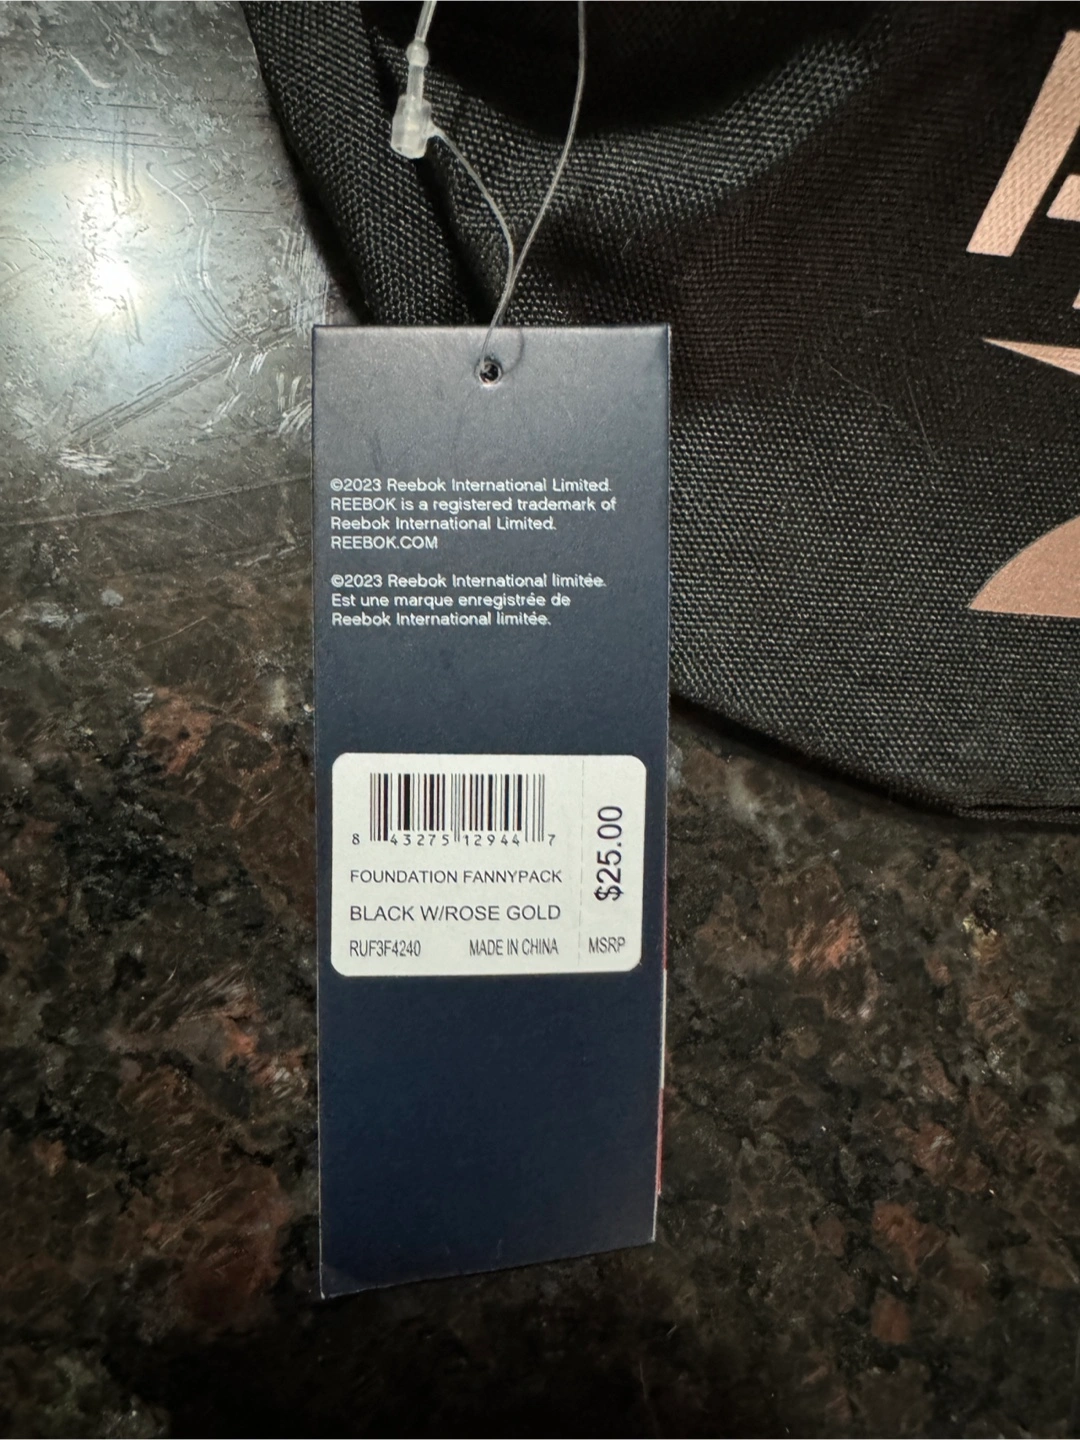 ©2023 Reebok International Limited.
REEBOK is a registered trademark of
Reebok International Limited.
REEBOK.COM
©2023 Reebok International limitée.
Est une marque enregistrée de
Reebok International limitée.
8 43275 12944 7
FOUNDATION FANNYPACK
BLACK W/ROSE GOLD
RUF3F4240 MADE IN CHINA
$25.00
MSRP